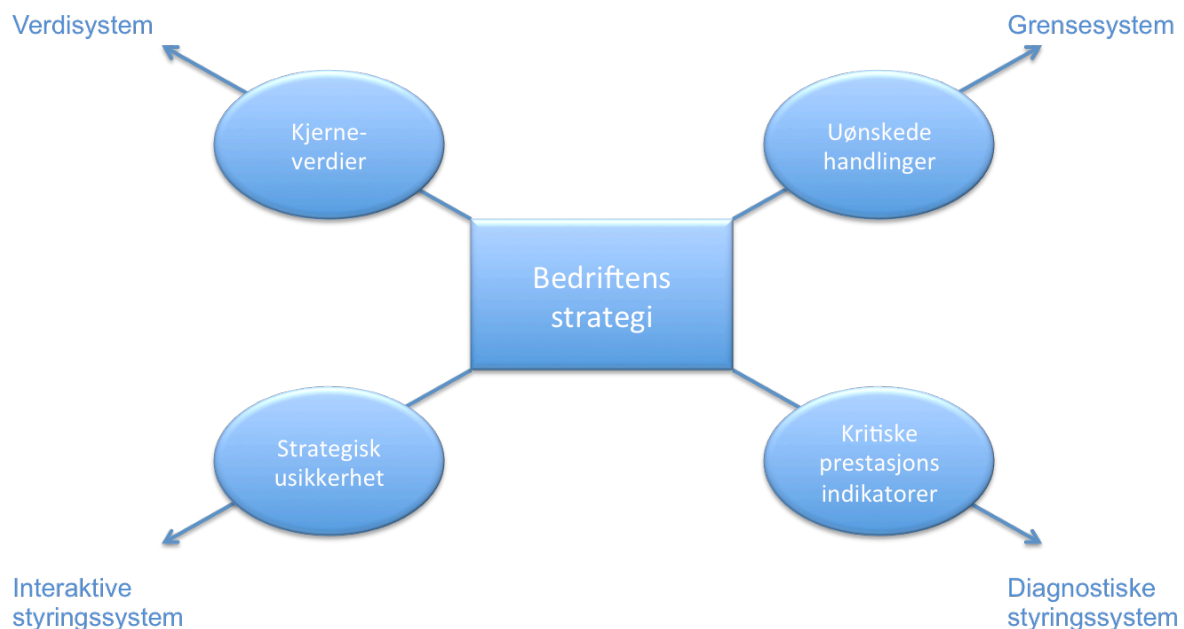 Verdisystem
Grensesystem
Kjerne-
verdier
Uønskede
handlinger
Bedriftens
strategi
Strategisk
usikkerhet
Kritiske
prestasjons
indikatorer
Interaktive
styringssystem
Diagnostiske
styringssystem